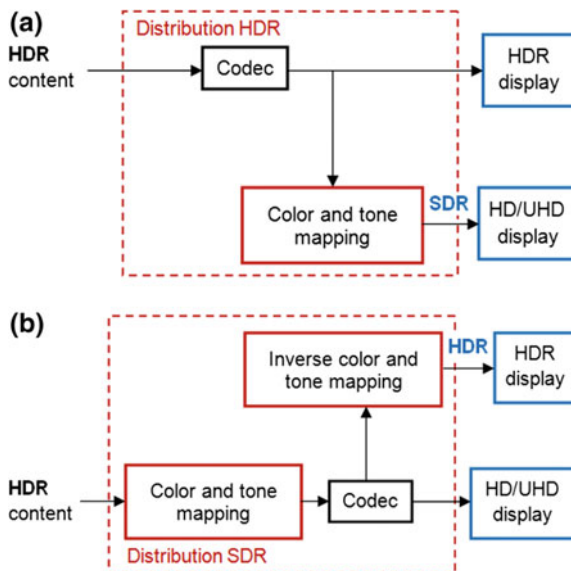 (a)
Distribution HDR
HDR
content
Codec
HDR
display
Color and tone
mapping
SDR
HD/UHD
display
(b)
Inverse color and
tone mapping
HDR
HDR
display
HDR
content
Color and tone
mapping
Codec
HD/UHD
display
Distribution SDR